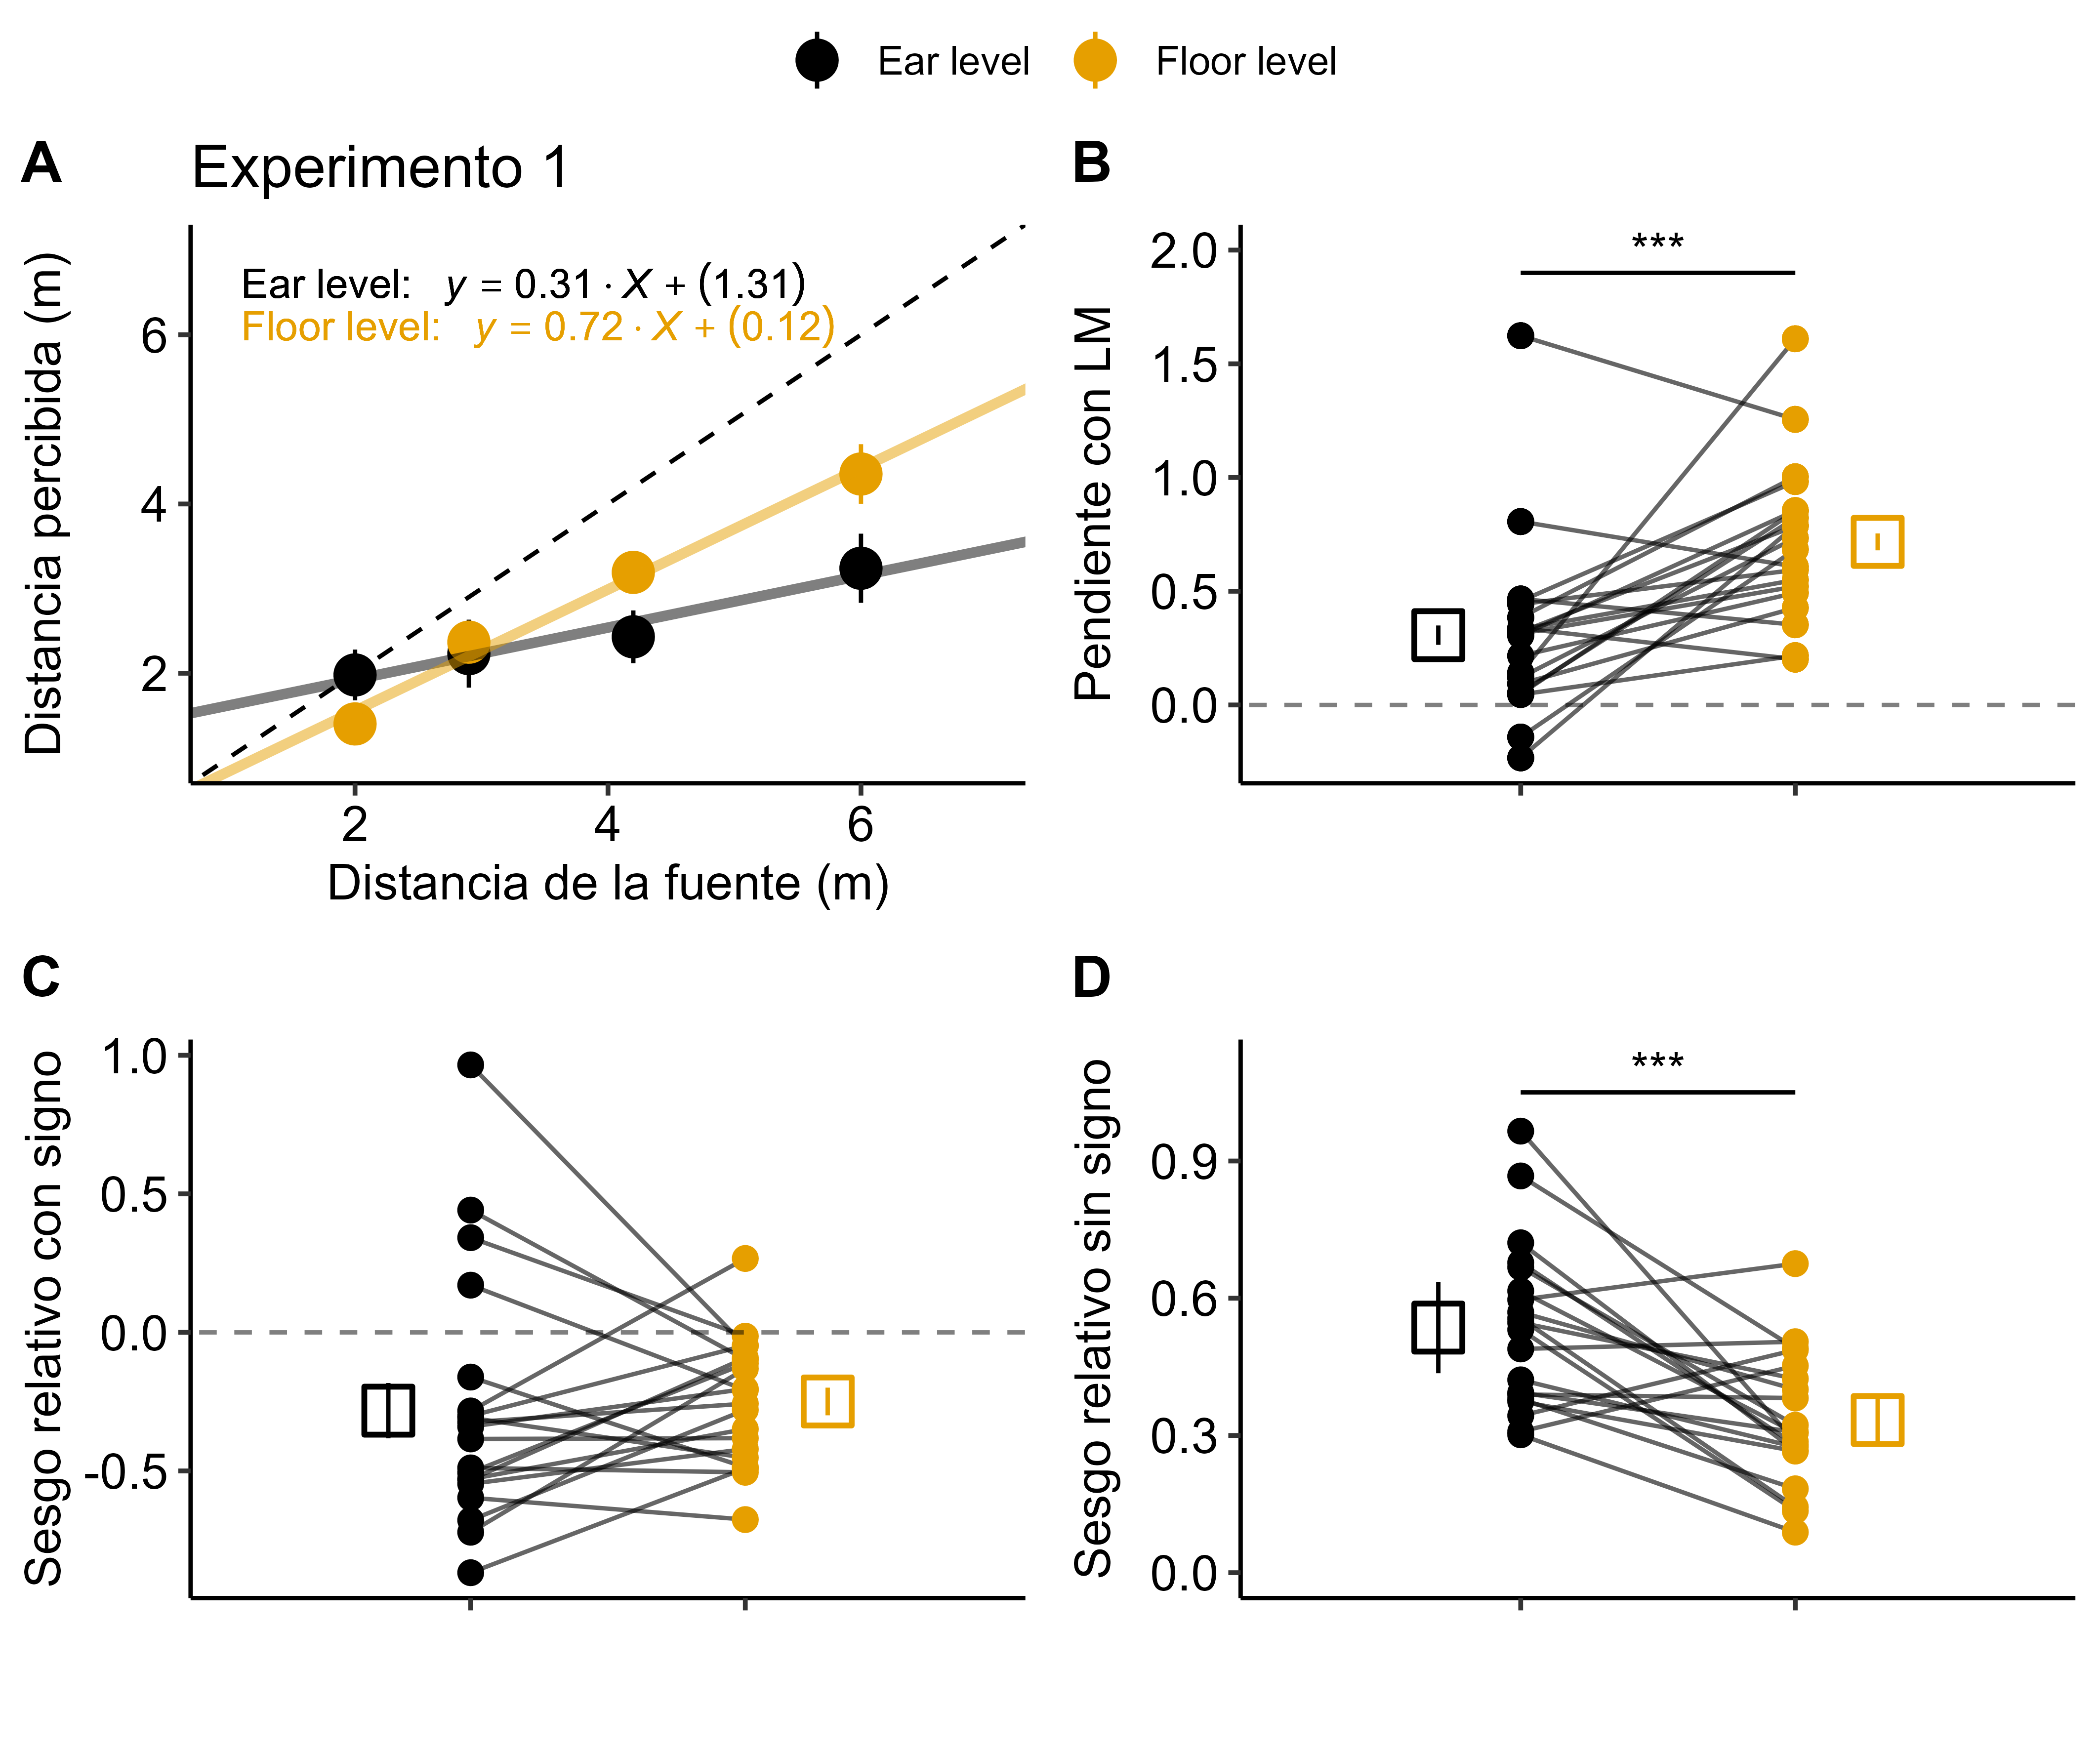 Ear level Floor level
A Experimento 1
Distancia percibida (m)
Ear level: y = 0.31 · X + (1.31)
Floor level: y = 0.72 · X + (0.12)
6
4
2
2 4 6
Distancia de la fuente (m)
B
Pendiente con LM
***
2.0
1.5
1.0
0.5
0.0
C
Sesgo relativo con signo
1.0
0.5
0.0
-0.5
D
Sesgo relativo sin signo
***
0.9
0.6
0.3
0.0